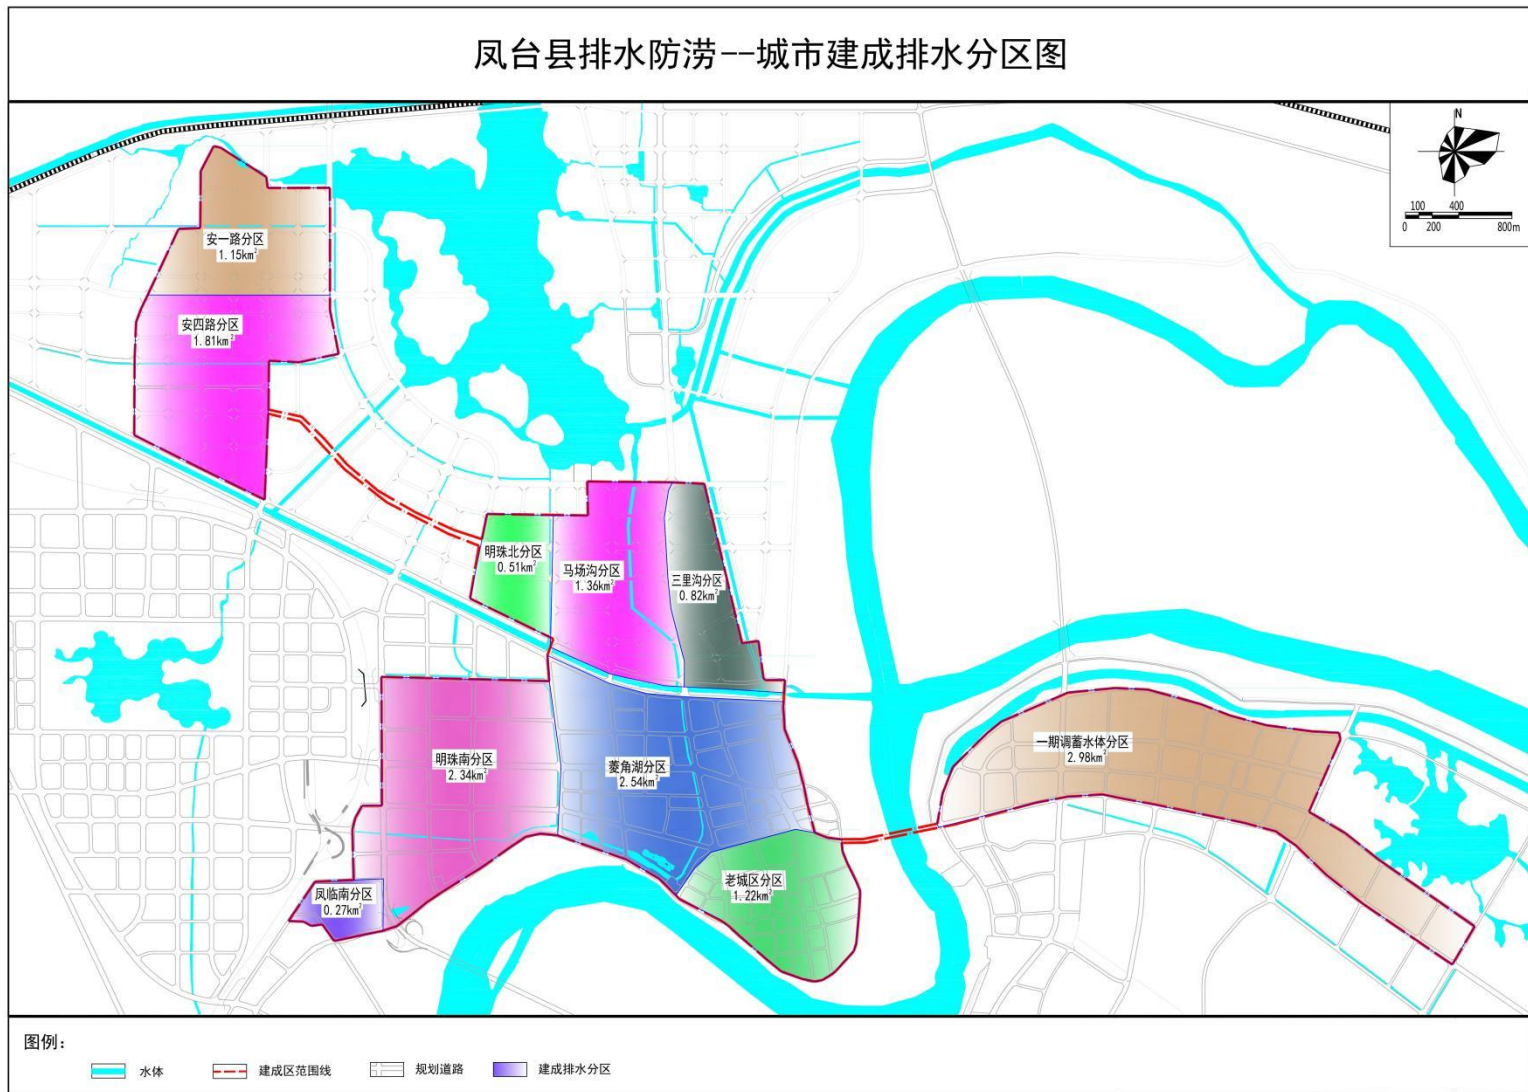 凤台县排水防涝--城市建成排水分区图
N
100 400
0 200 800m
安一路分区
1.15km²
安四路分区
1.81km²
明珠北分区
0.51km²
马场沟分区
1.36km²
三里沟分区
0.82km²
明珠南分区
2.34km²
菱角湖分区
2.54km²
一期调蓄水体分区
2.98km²
老城区分区
1.22km²
凤临南分区
0.27km²
图例：
水体
建成区范围线
规划道路
建成排水分区